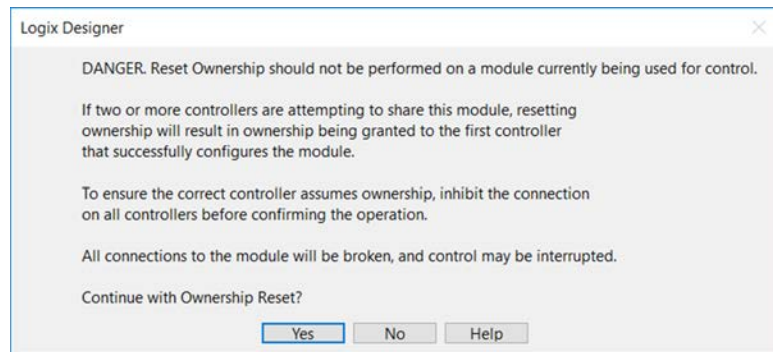 Logix Designer
DANGER. Reset Ownership should not be performed on a module currently being used for control.
If two or more controllers are attempting to share this module, resetting
ownership will result in ownership being granted to the first controller
that successfully configures the module.
To ensure the correct controller assumes ownership, inhibit the connection
on all controllers before confirming the operation.
All connections to the module will be broken, and control may be interrupted.
Continue with Ownership Reset?
Yes No Help